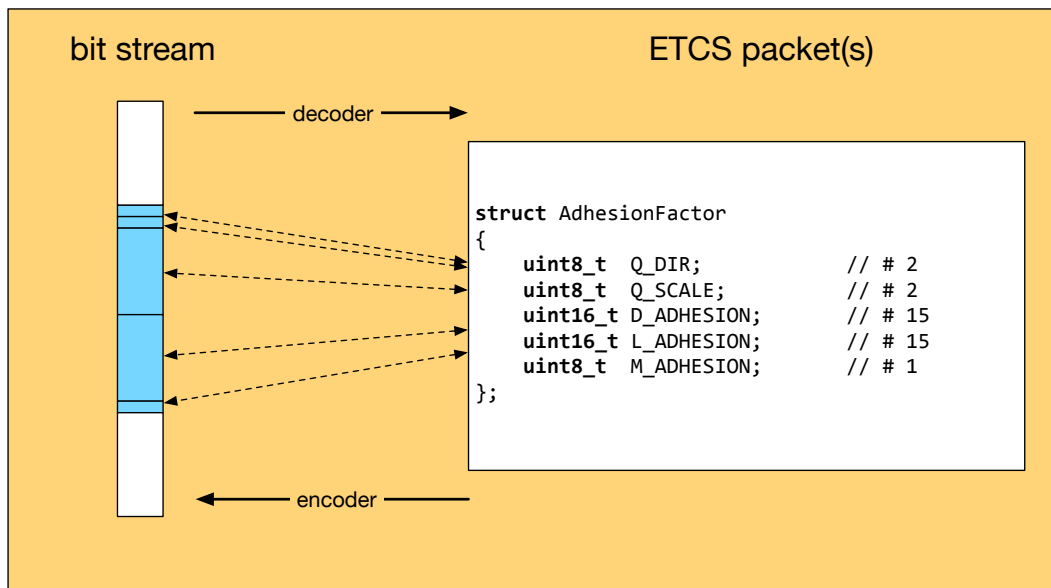 bit stream
ETCS packet(s)
decoder
struct AdhesionFactor
{
    uint8_t  Q_DIR;            // # 2
    uint8_t  Q_SCALE;          // # 2
    uint16_t D_ADHESION;       // # 15
    uint16_t L_ADHESION;       // # 15
    uint8_t  M_ADHESION;       // # 1
};
encoder